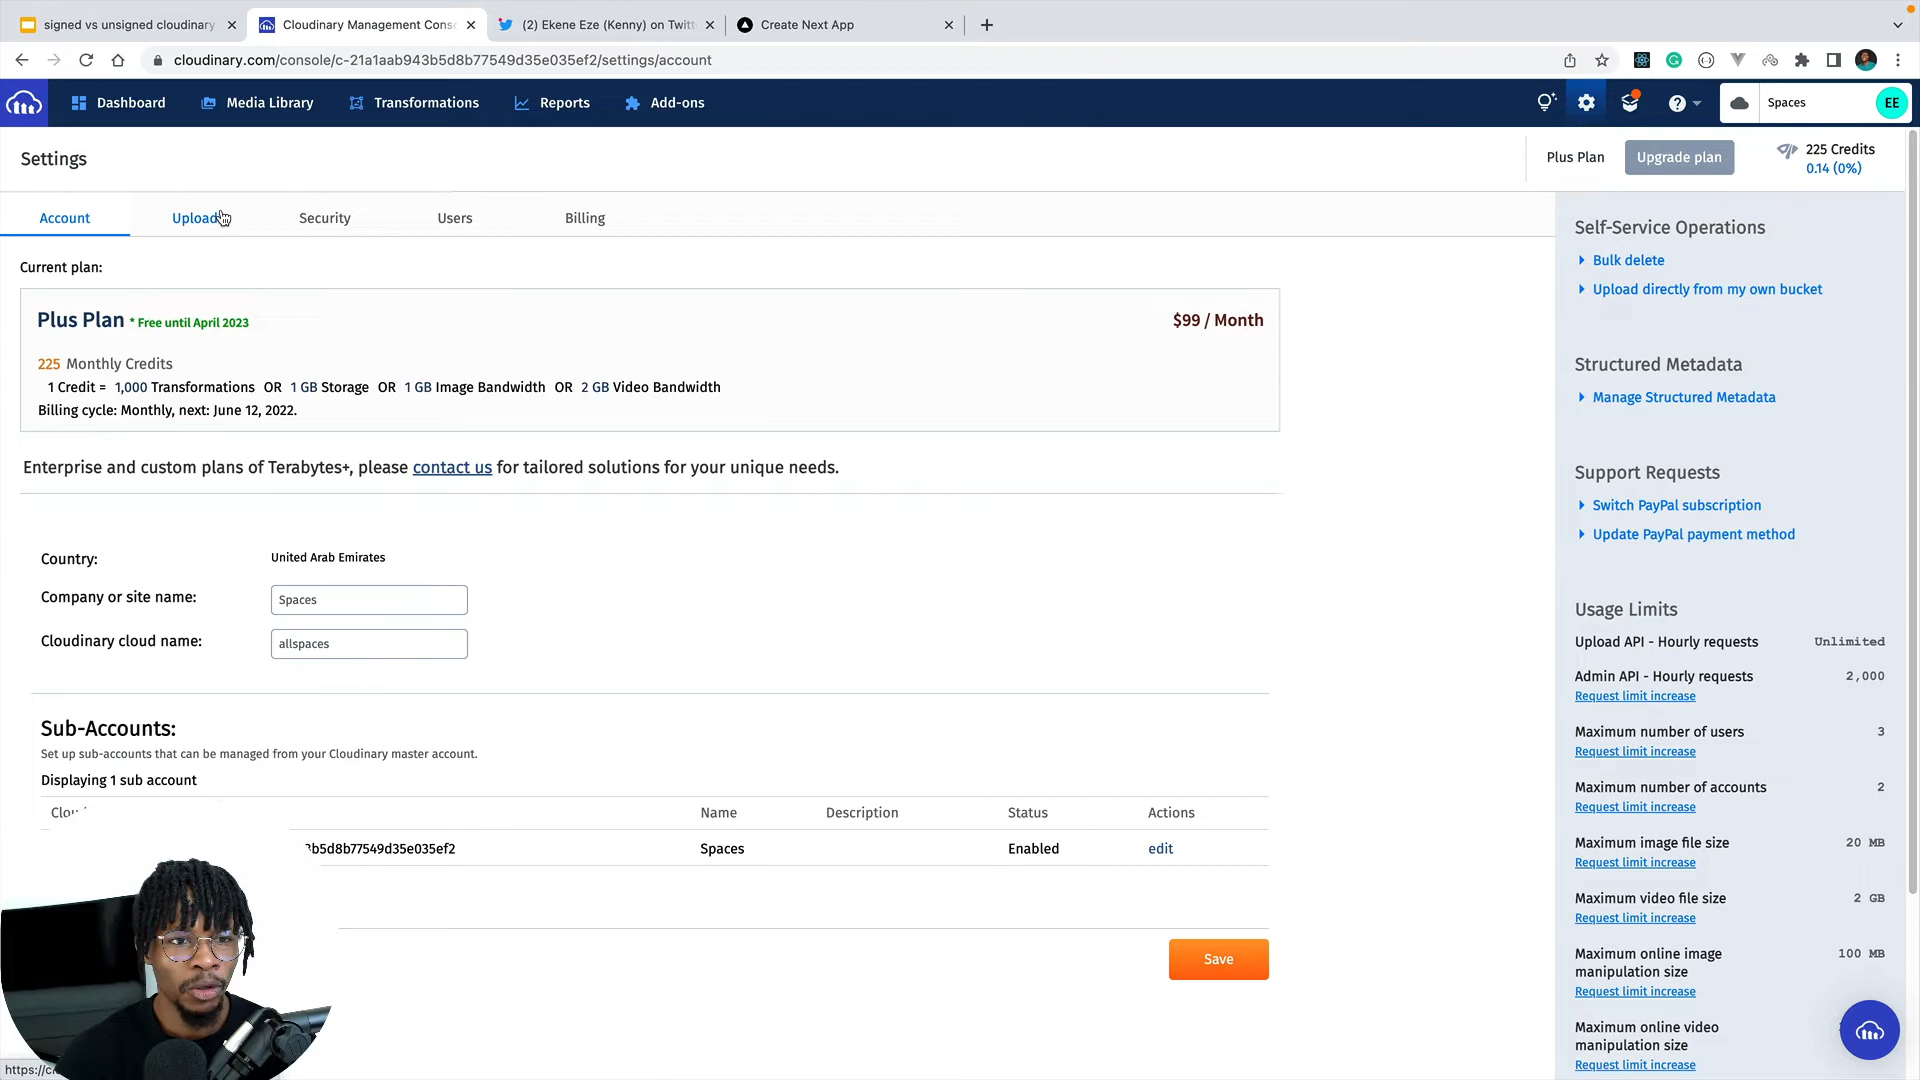 signed vs unsigned cloudinary
Cloudinary Management Conso
(2) Ekene Eze (Kenny) on Twitt
Create Next App
cloudinary.com/console/c-21a1aab943b5d8b77549d35e035ef2/settings/account
Dashboard
Media Library
Transformations
Reports
Add-ons
Spaces
EE
Settings
Plus Plan
Upgrade plan
225 Credits
0.14 (0%)
Account
Upload
Security
Users
Billing
Current plan:
Plus Plan * Free until April 2023
$99 / Month
225 Monthly Credits
1 Credit = 1,000 Transformations OR 1 GB Storage OR 1 GB Image Bandwidth OR 2 GB Video Bandwidth
Billing cycle: Monthly, next: June 12, 2022.
Enterprise and custom plans of Terabytes+, please contact us for tailored solutions for your unique needs.
Country:
United Arab Emirates
Company or site name:
Spaces
Cloudinary cloud name:
allspaces
Sub-Accounts:
Set up sub-accounts that can be managed from your Cloudinary master account.
Displaying 1 sub account
Name
Description
Status
Actions
b5d8b77549d35e035ef2
Spaces
Enabled
edit
Save
Self-Service Operations
Bulk delete
Upload directly from my own bucket
Structured Metadata
Manage Structured Metadata
Support Requests
Switch PayPal subscription
Update PayPal payment method
Usage Limits
Upload API - Hourly requests
Unlimited
Admin API - Hourly requests
2,000
Request limit increase
Maximum number of users
3
Request limit increase
Maximum number of accounts
2
Request limit increase
Maximum image file size
20 MB
Request limit increase
Maximum video file size
2 GB
Request limit increase
Maximum online image
manipulation size
100 MB
Request limit increase
Maximum online video
manipulation size
Request limit increase
https://c